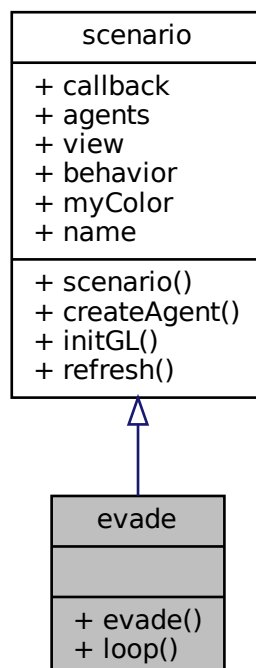 scenario
+ callback
+ agents
+ view
+ behavior
+ myColor
+ name
+ scenario()
+ createAgent()
+ initGL()
+ refresh()
evade
+ evade()
+ loop()